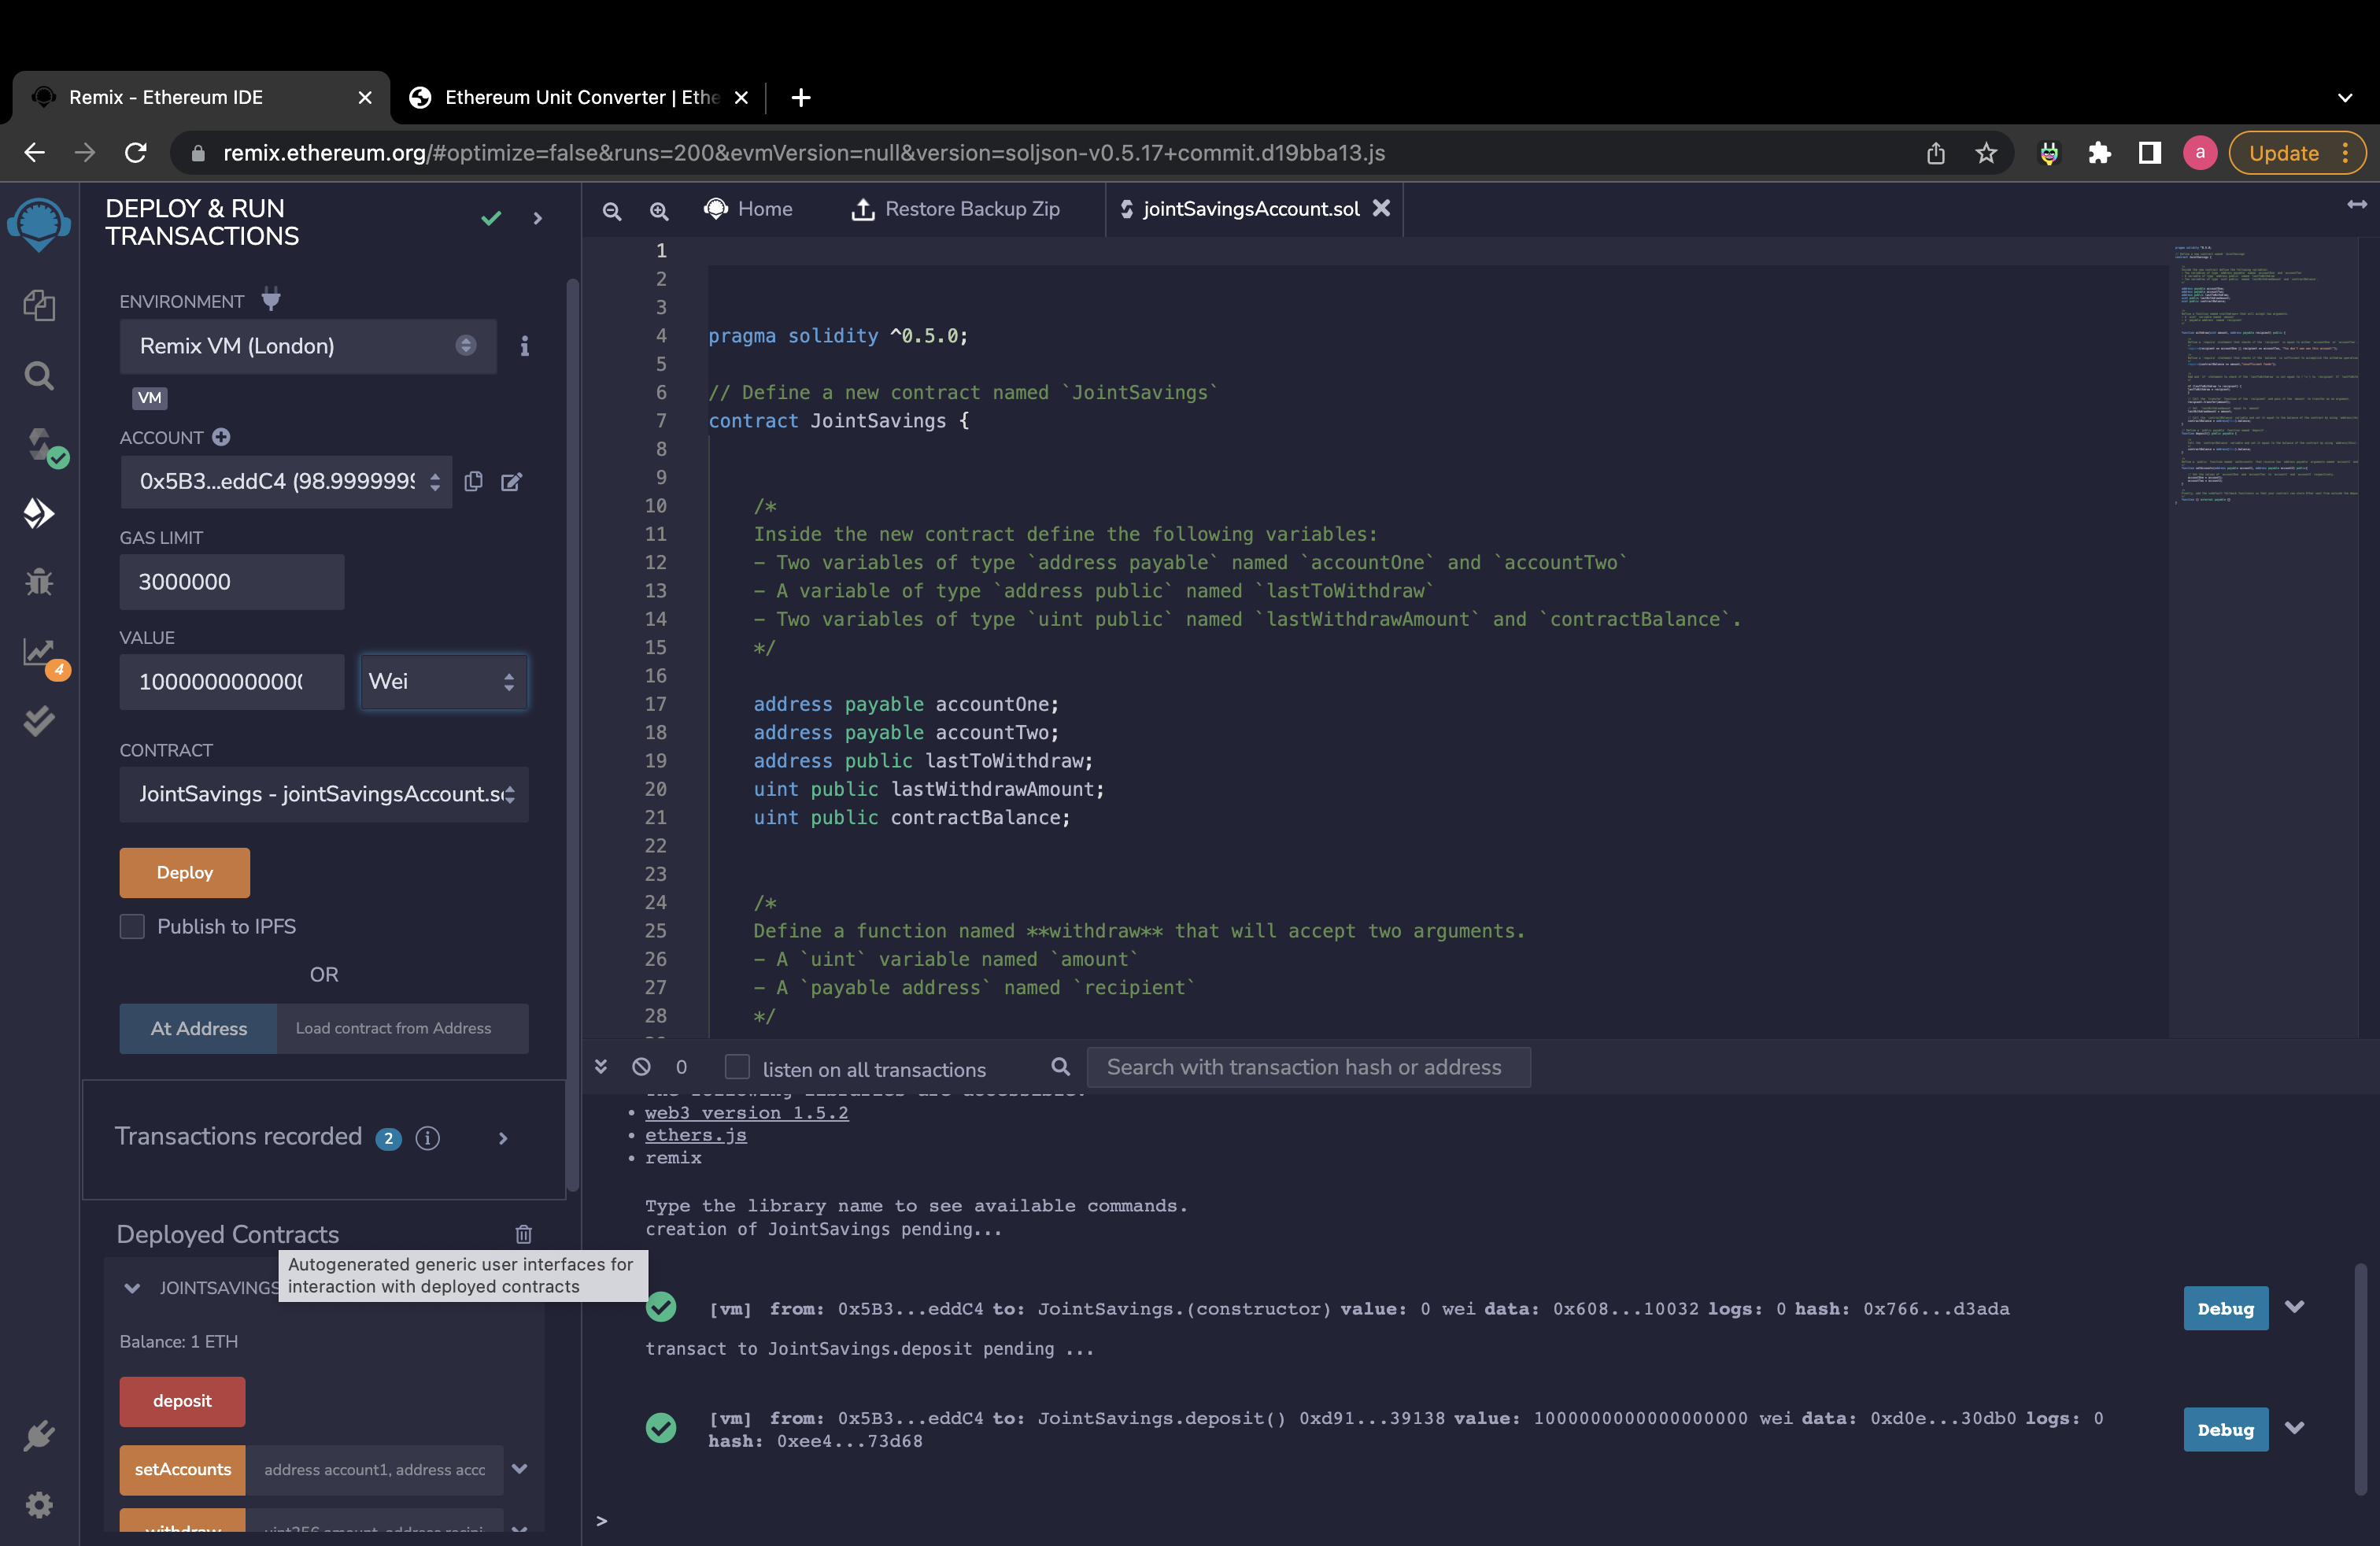 Remix - Ethereum IDE
Ethereum Unit Converter | Ethe
remix.ethereum.org/#optimize=false&runs=200&evmVersion=null&version=soljson-v0.5.17+commit.d19bba13.js
a
Update
DEPLOY & RUN
TRANSACTIONS
ENVIRONMENT
Remix VM (London)
VM
ACCOUNT
0x5B3...eddC4 (98.9999999
GAS LIMIT
3000000
VALUE
Wei
4
CONTRACT
JointSavings - jointSavingsAccount.s
Deploy
Publish to IPFS
OR
At Address
Load contract from Address
Transactions recorded 2
Deployed Contracts
Autogenerated generic user interfaces for
interaction with deployed contracts
JOINTSAVINGS
Balance: 1 ETH
deposit
setAccounts
address account1, address acco
withdraw
uint256 amount, address recipi
Home
Restore Backup Zip
jointSavingsAccount.sol
1
2
3
4 pragma solidity ^0.5.0;
5
6 // Define a new contract named `JointSavings`
7 contract JointSavings {
8
9
10 /*
11 Inside the new contract define the following variables:
12 - Two variables of type `address payable` named `accountOne` and `accountTwo`
13 - A variable of type `address public` named `lastToWithdraw`
14 - Two variables of type `uint public` named `lastWithdrawAmount` and `contractBalance`.
15 */
16
17 address payable accountOne;
18 address payable accountTwo;
19 address public lastToWithdraw;
20 uint public lastWithdrawAmount;
21 uint public contractBalance;
22
23
24 /*
25 Define a function named **withdraw** that will accept two arguments.
26 - A `uint` variable named `amount`
27 - A `payable address` named `recipient`
28 */
0
listen on all transactions
Search with transaction hash or address
The following libraries are accessible:
• web3 version 1.5.2
• ethers.js
• remix
Type the library name to see available commands.
creation of JointSavings pending...
[vm] from: 0x5B3...eddC4 to: JointSavings.(constructor) value: 0 wei data: 0x608...10032 logs: 0 hash: 0x766...d3ada
Debug
transact to JointSavings.deposit pending ...
[vm] from: 0x5B3...eddC4 to: JointSavings.deposit() 0xd91...39138 value: 1000000000000000000 wei data: 0xd0e...30db0 logs: 0
hash: 0xee4...73d68
Debug
>